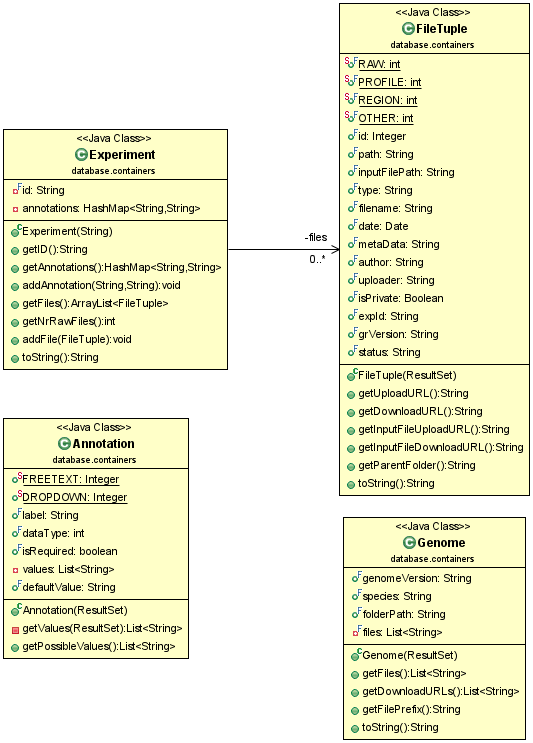 <<Java Class>>
FileTuple
database.containers
RAW: int
PROFILE: int
REGION: int
OTHER: int
id: Integer
path: String
inputFilePath: String
type: String
filename: String
date: Date
metaData: String
author: String
uploader: String
isPrivate: Boolean
expId: String
grVersion: String
status: String
FileTuple(ResultSet)
getUploadURL():String
getDownloadURL():String
getInputFileUploadURL():String
getInputFileDownloadURL():String
getParentFolder():String
toString():String
<<Java Class>>
Experiment
database.containers
id: String
annotations: HashMap<String,String>
Experiment(String)
getID():String
getAnnotations():HashMap<String,String>
addAnnotation(String,String):void
getFiles():ArrayList<FileTuple>
getNrRawFiles():int
addFile(FileTuple):void
toString():String
-files
0..*
<<Java Class>>
Annotation
database.containers
FREETEXT: Integer
DROPDOWN: Integer
label: String
dataType: int
isRequired: boolean
values: List<String>
defaultValue: String
Annotation(ResultSet)
getValues(ResultSet):List<String>
getPossibleValues():List<String>
<<Java Class>>
Genome
database.containers
genomeVersion: String
species: String
folderPath: String
files: List<String>
Genome(ResultSet)
getFiles():List<String>
getDownloadURLs():List<String>
getFilePrefix():String
toString():String